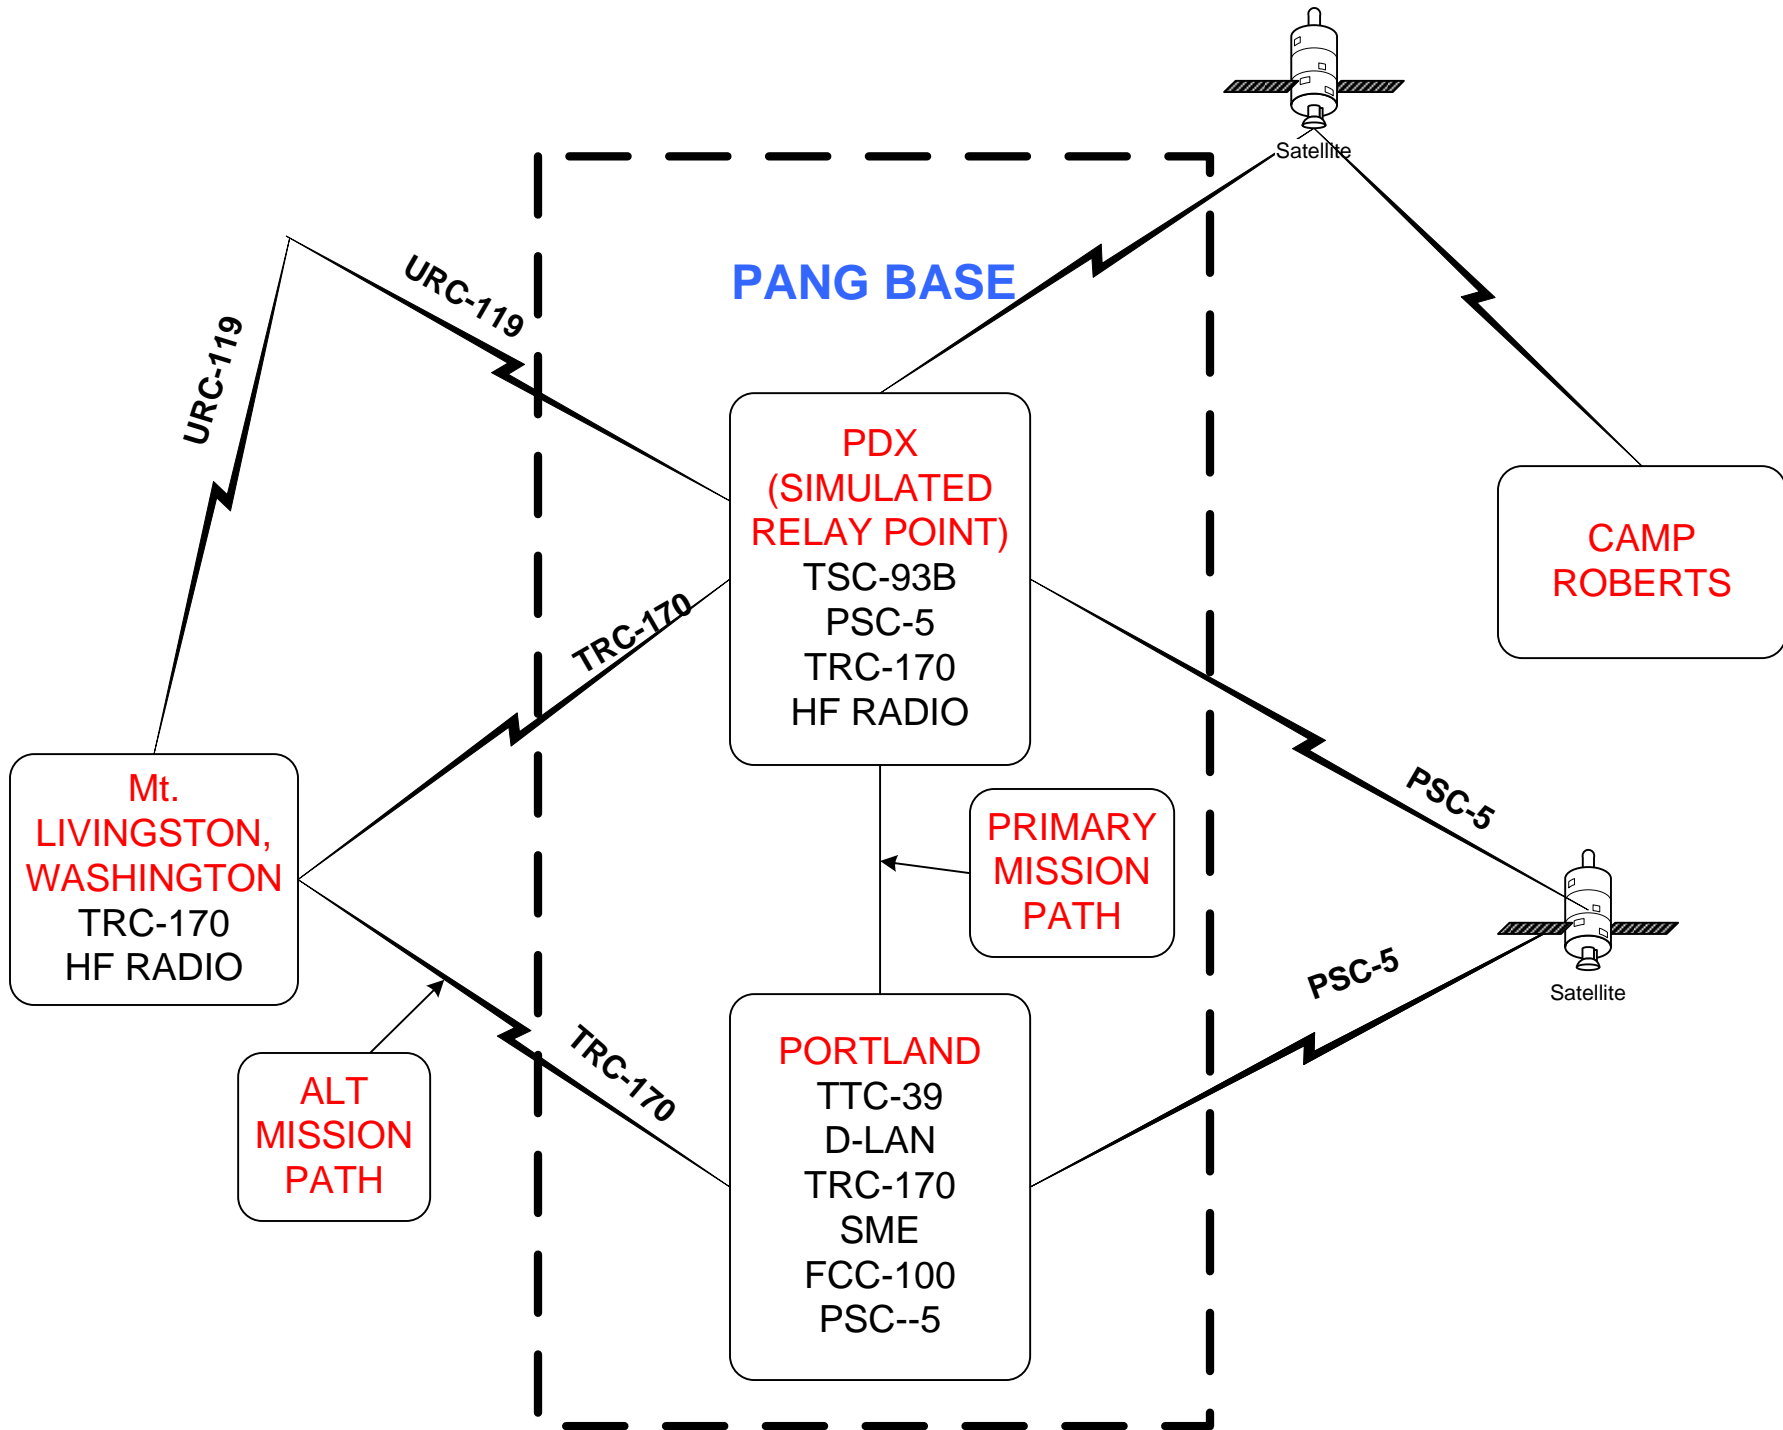 Satellite
PANG BASE
URC-119
URC-119
PDX
(SIMULATED
RELAY POINT)
TSC-93B
PSC-5
TRC-170
HF RADIO
CAMP
ROBERTS
TRC-170
Mt.
LIVINGSTON,
WASHINGTON
TRC-170
HF RADIO
PRIMARY
MISSION
PATH
PSC-5
PSC-5
Satellite
ALT
MISSION
PATH
TRC-170
PORTLAND
TTC-39
D-LAN
TRC-170
SME
FCC-100
PSC--5